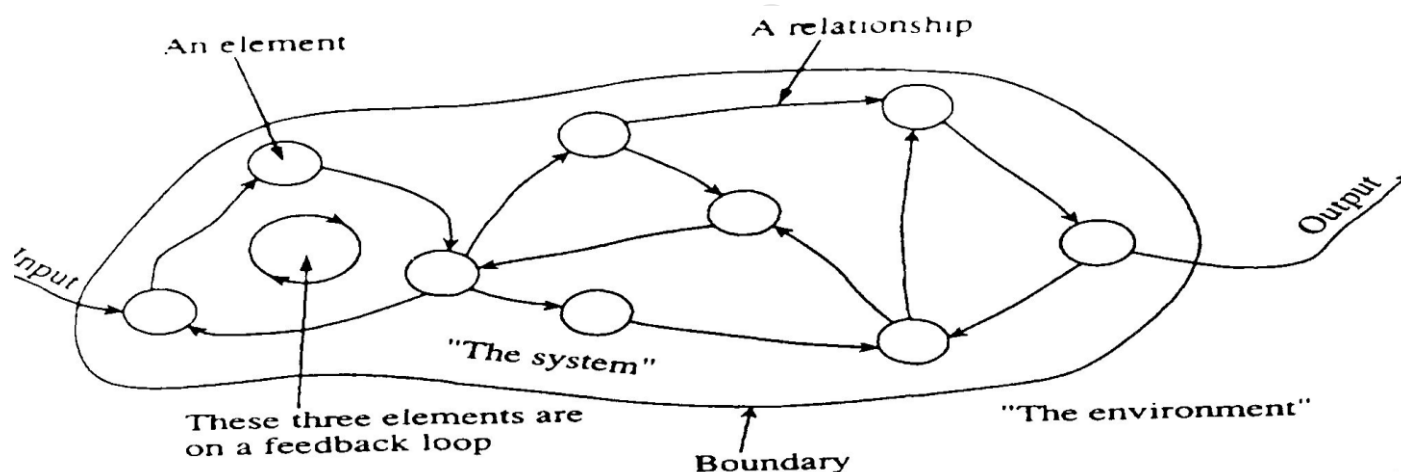 An element
A relationship
Input
Output
"The system"
These three elements are
on a feedback loop
"The environment"
Boundary